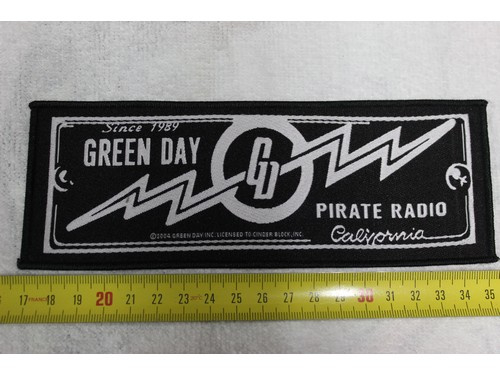 Since 1989
GREEN DAY
GD
PIRATE RADIO
California
©2004 GREEN DAY INC. LICENSED TO CINDER BLOCK, INC.
17 18 19 20 21 22 23 24 25 26 27 28 29 30 31 32 33 34 35